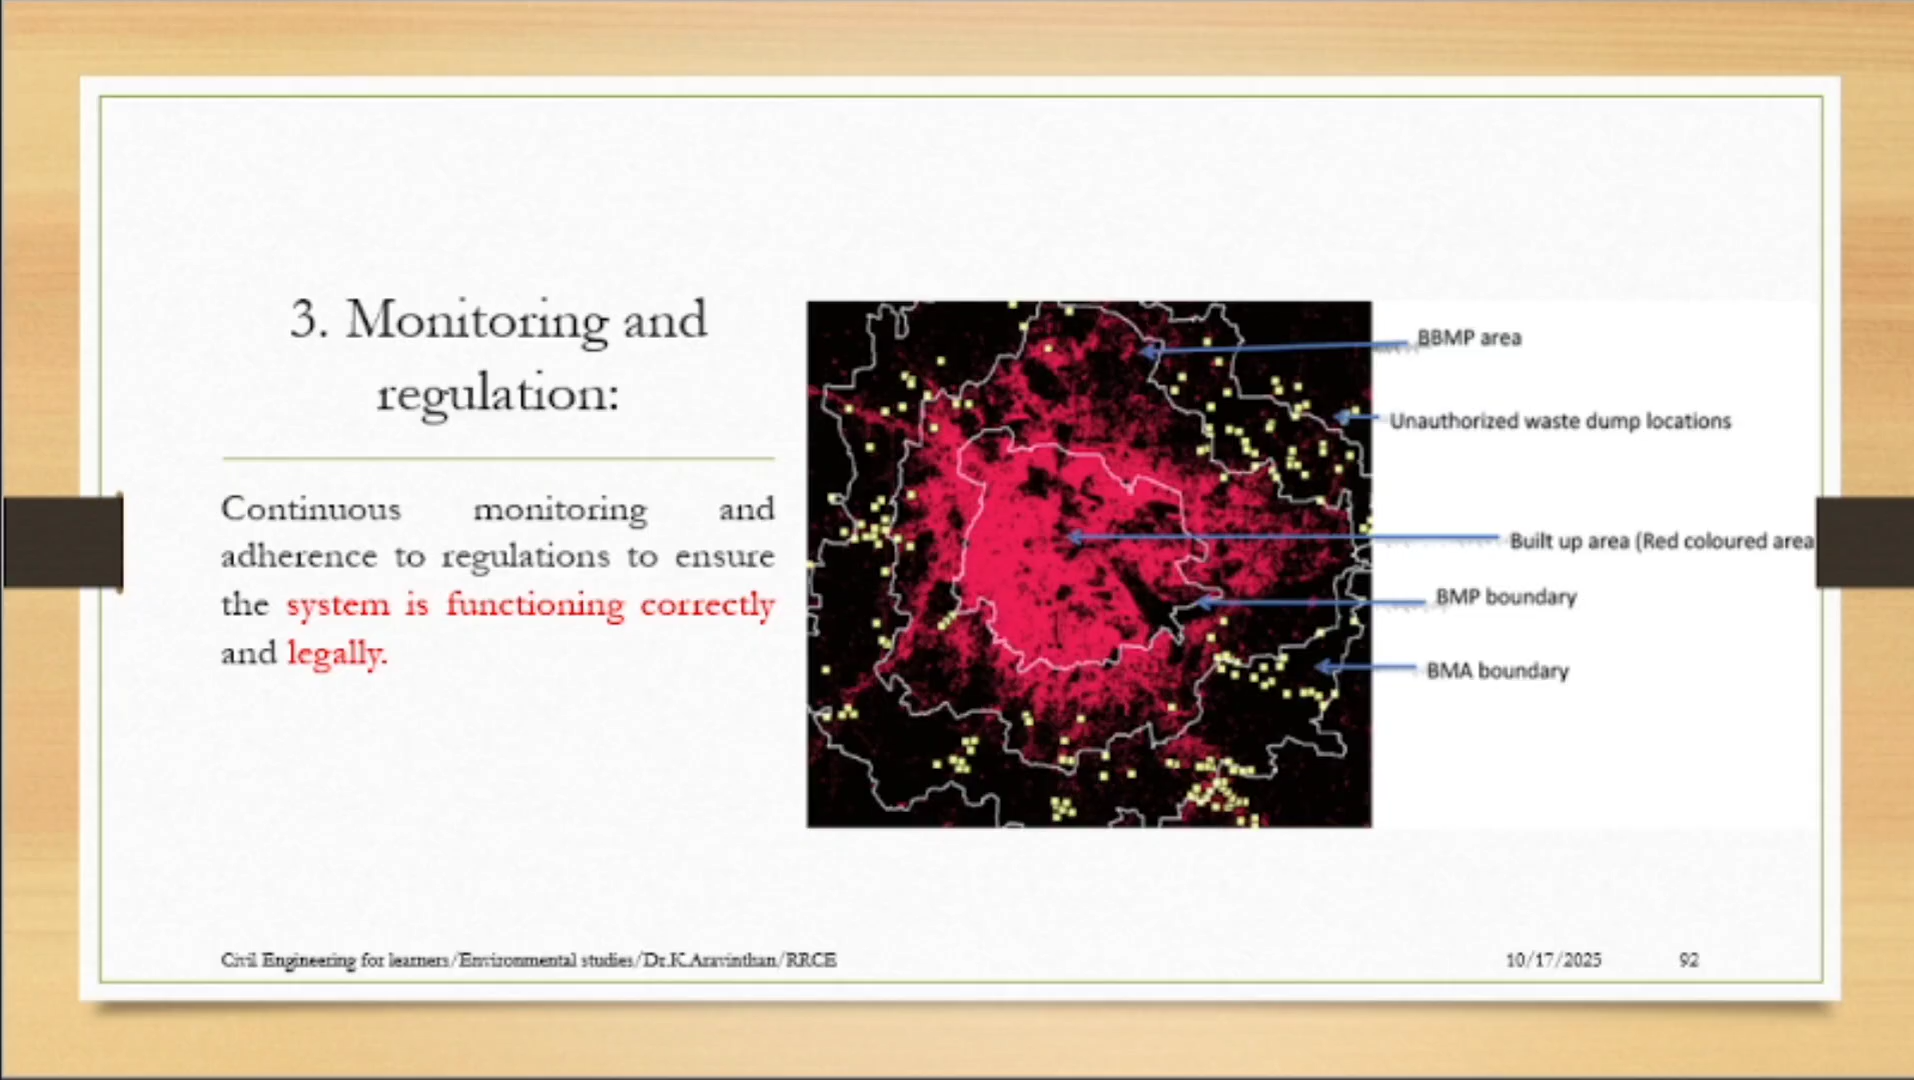 3. Monitoring and
regulation:
Continuous monitoring and
adherence to regulations to ensure
the system is functioning correctly
and legally.
BBMP area
Unauthorized waste dump locations
Built up area (Red coloured area
BMP boundary
BMA boundary
Civil Engineering for learners/Environmental studies/Dr.K.Aravinthan/RRCE
10/17/2025
92